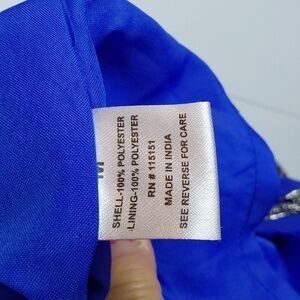 M
SHELL-100% POLYESTER
LINING-100% POLYESTER
RN # 115151
MADE IN INDIA
SEE REVERSE FOR CARE